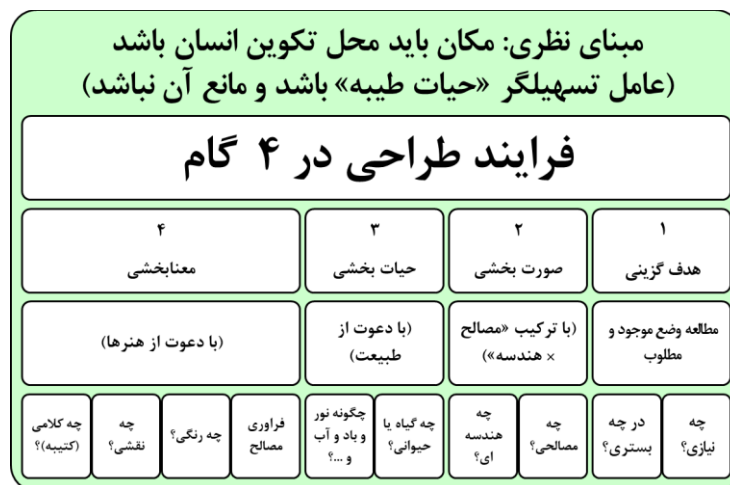 مبنای نظری: مکان باید محل تکوین انسان باشد
(عامل تسهیلگر «حیات طیبه» باشد و مانع آن نباشد)
فرایند طراحی در ۴ گام
۱
هدف گزینی
۲
صورت بخشی
۳
حیات بخشی
۴
معنابخشی
مطالعه وضع موجود و
مطلوب
(با ترکیب «مصالح
× هندسه»)
(با دعوت از
طبیعت)
(با دعوت از هنرها)
چه
نیازی؟
در چه
بستری؟
چه
مصالحی؟
چه
هندسه
ای؟
چه گیاه یا
حیوانی؟
چگونه نور
و باد و آب
و ...؟
فراوری
مصالح
چه رنگی؟
چه
نقشی؟
چه کلامی
(کتیبه)؟